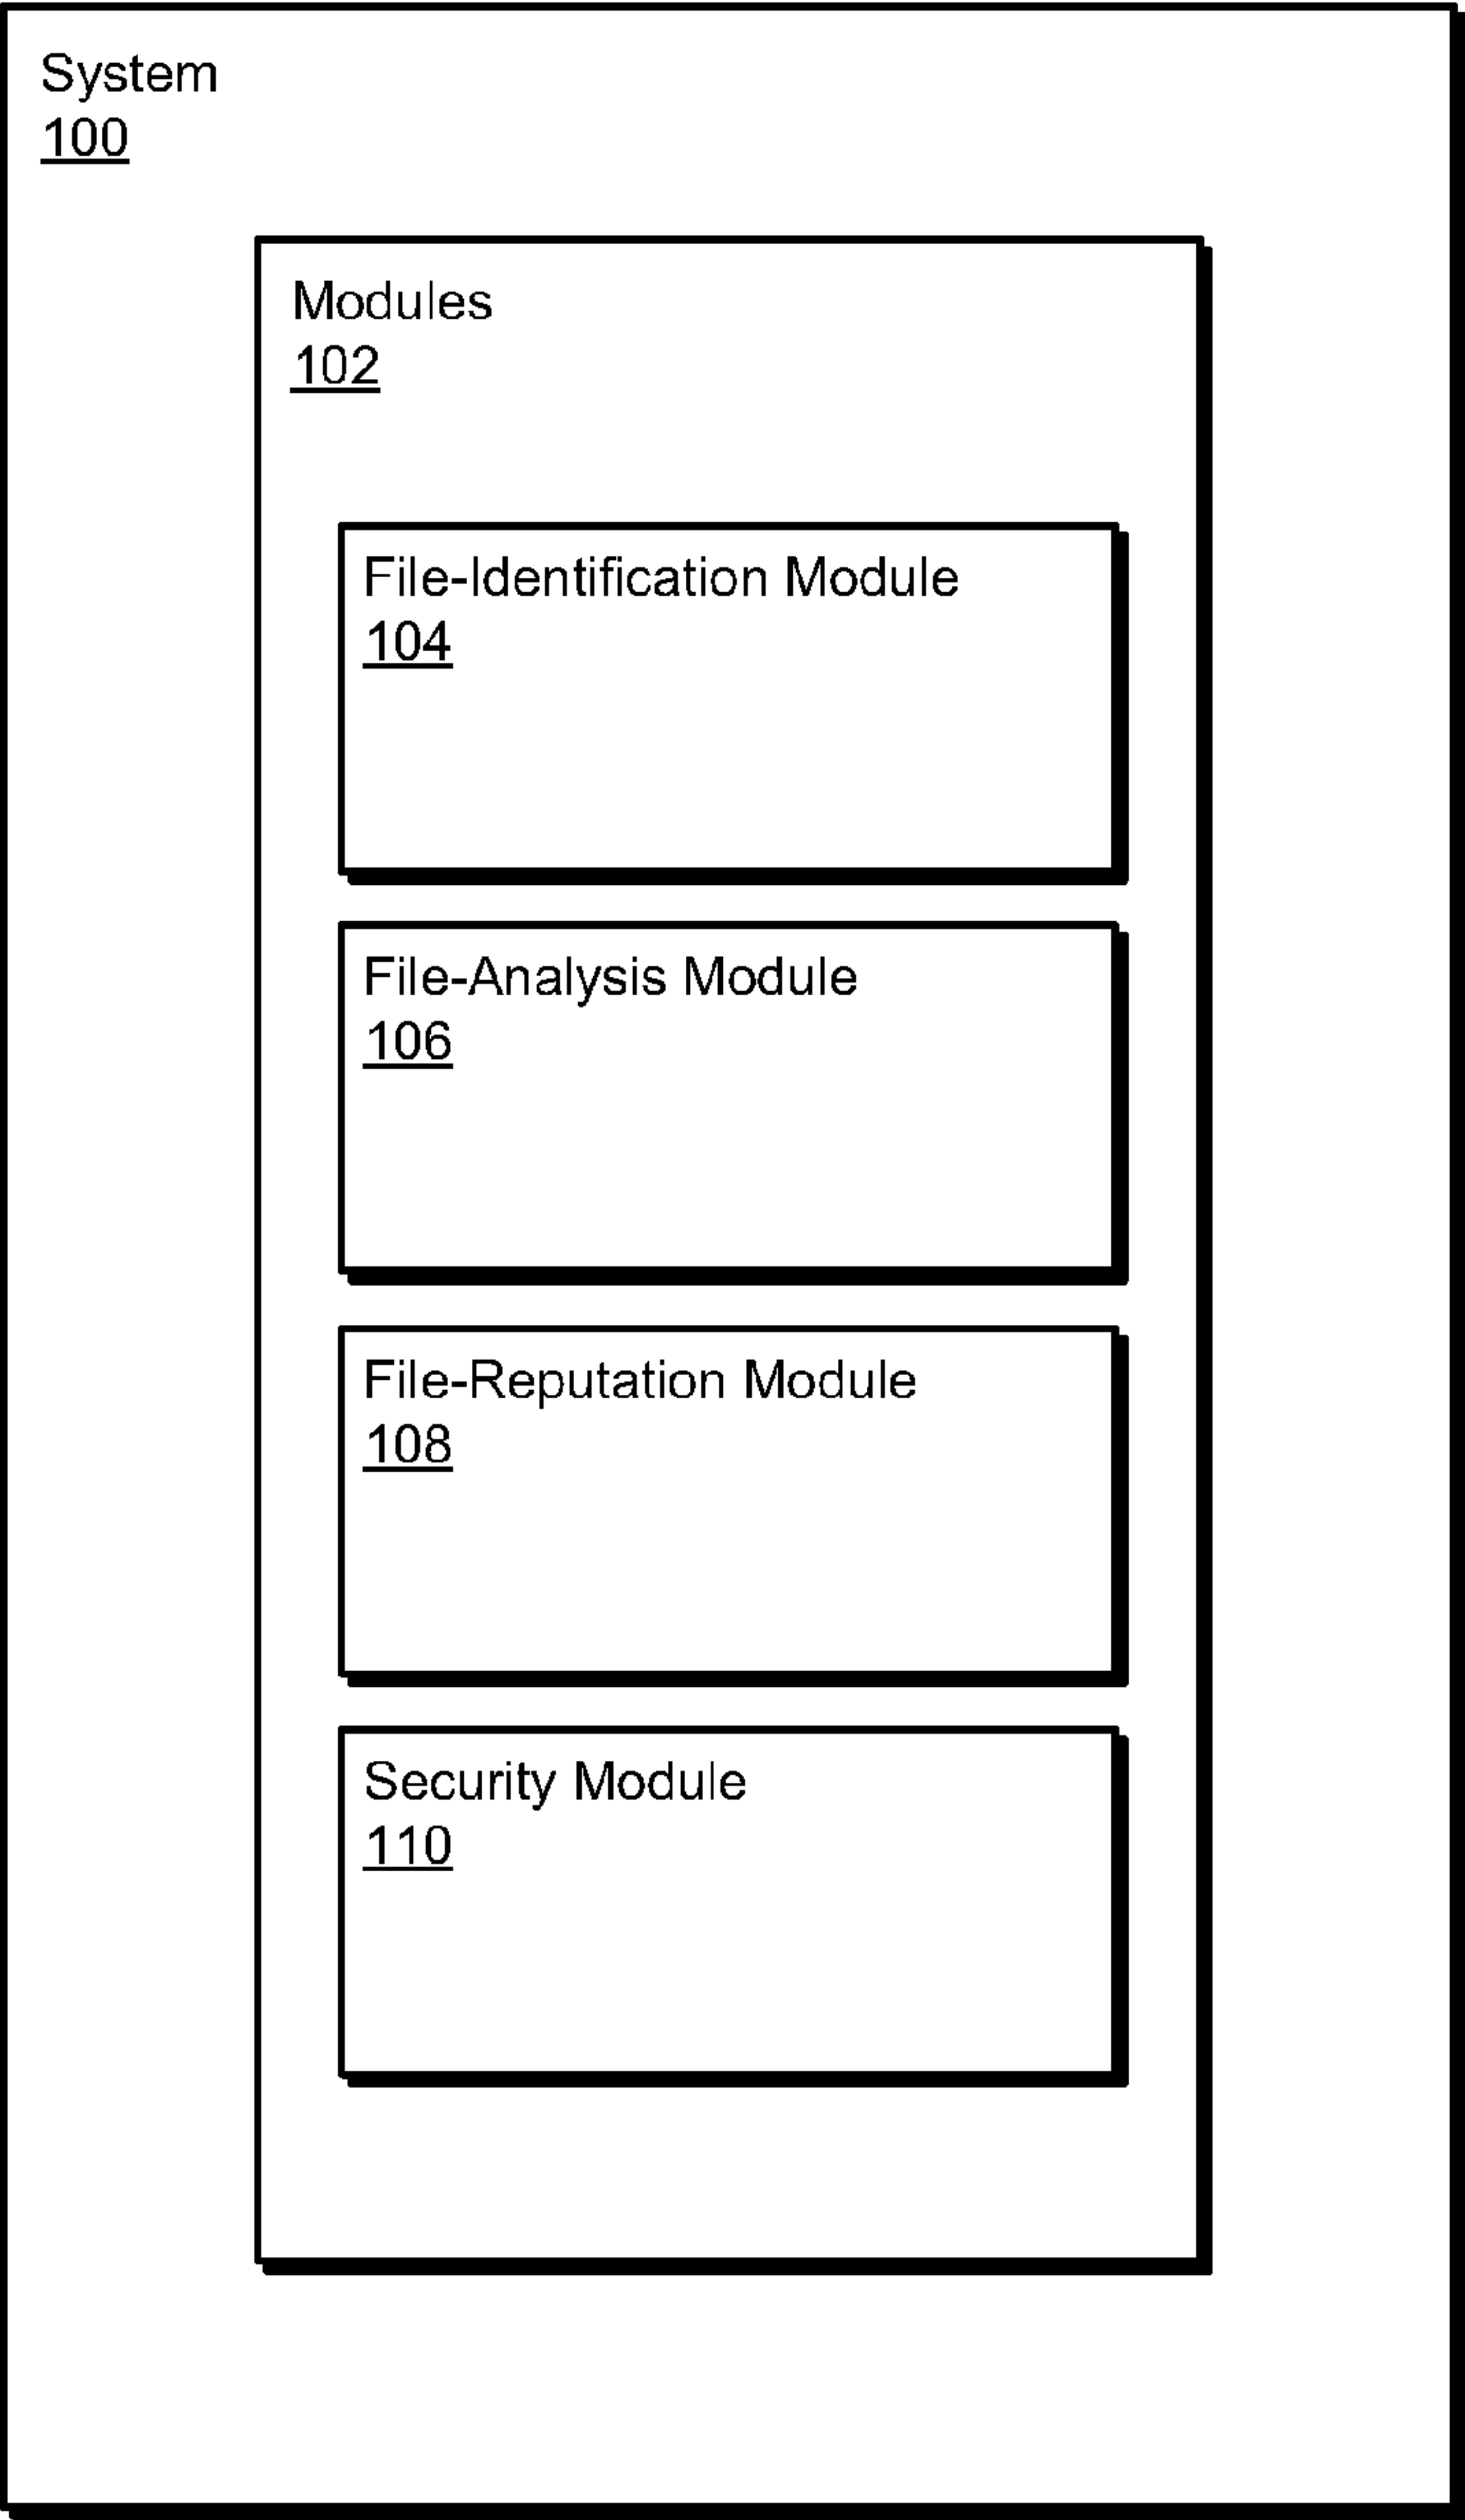 System
100
Modules
102
File-Identification Module
104
File-Analysis Module
106
File-Reputation Module
108
Security Module
110